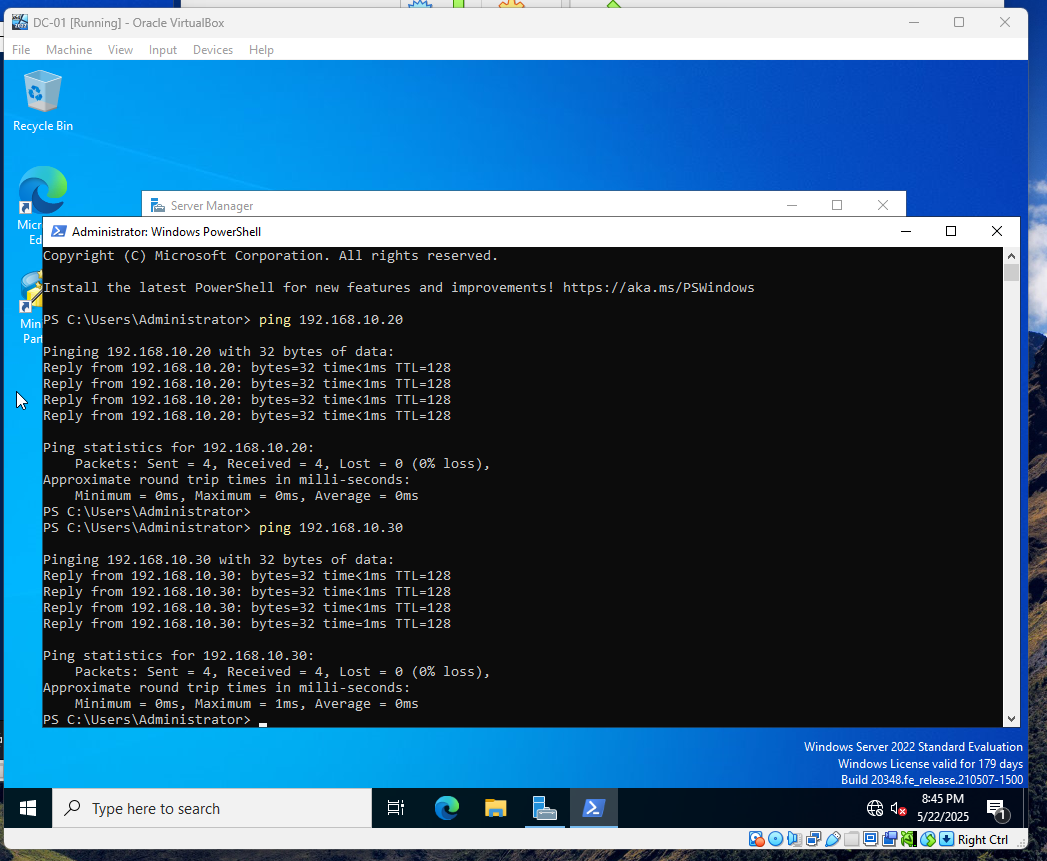 DC-01 [Running] - Oracle VirtualBox
File Machine View Input Devices Help
Recycle Bin
Server Manager
Administrator: Windows PowerShell
Copyright (C) Microsoft Corporation. All rights reserved.
Install the latest PowerShell for new features and improvements! https://aka.ms/PSWindows
PS C:\Users\Administrator> ping 192.168.10.20
Pinging 192.168.10.20 with 32 bytes of data:
Reply from 192.168.10.20: bytes=32 time<1ms TTL=128
Reply from 192.168.10.20: bytes=32 time<1ms TTL=128
Reply from 192.168.10.20: bytes=32 time<1ms TTL=128
Reply from 192.168.10.20: bytes=32 time<1ms TTL=128
Ping statistics for 192.168.10.20:
Packets: Sent = 4, Received = 4, Lost = 0 (0% loss),
Approximate round trip times in milli-seconds:
Minimum = 0ms, Maximum = 0ms, Average = 0ms
PS C:\Users\Administrator>
PS C:\Users\Administrator> ping 192.168.10.30
Pinging 192.168.10.30 with 32 bytes of data:
Reply from 192.168.10.30: bytes=32 time<1ms TTL=128
Reply from 192.168.10.30: bytes=32 time<1ms TTL=128
Reply from 192.168.10.30: bytes=32 time<1ms TTL=128
Reply from 192.168.10.30: bytes=32 time=1ms TTL=128
Ping statistics for 192.168.10.30:
Packets: Sent = 4, Received = 4, Lost = 0 (0% loss),
Approximate round trip times in milli-seconds:
Minimum = 0ms, Maximum = 1ms, Average = 0ms
PS C:\Users\Administrator>
Windows Server 2022 Standard Evaluation
Windows License valid for 179 days
Build 20348.fe_release.210507-1500
Type here to search
8:45 PM
5/22/2025
1
Right Ctrl